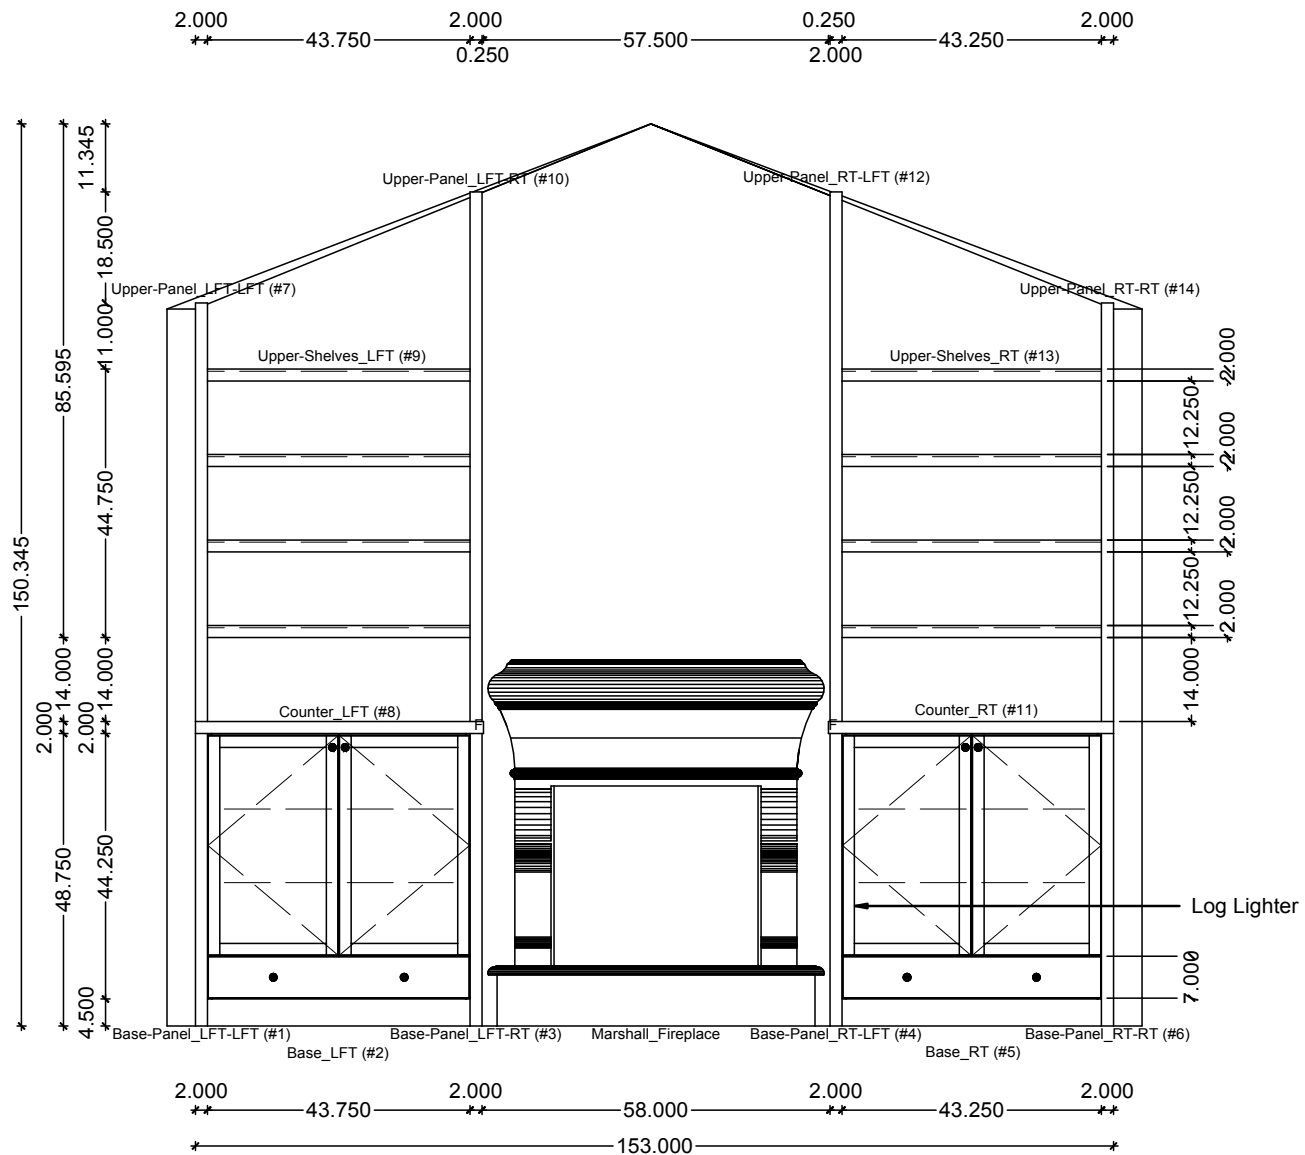 2.000 2.000 0.250 2.000
43.750 57.500 43.250
0.250 2.000
11.345
Upper-Panel_LFT-RT (#10) Upper-Panel_RT-LFT (#12)
18.500
Upper-Panel_LFT-LFT (#7) Upper-Panel_RT-RT (#14)
11.000
Upper-Shelves_LFT (#9) Upper-Shelves_RT (#13)
2.000
85.595
12.250
2.000
44.750
12.250
2.000
150.345
12.250
2.000
14.000 14.000 14.000
Counter_LFT (#8) Counter_RT (#11)
2.000 2.000
48.750 44.250
Log Lighter
7.000
4.500
Base-Panel_LFT-LFT (#1) Base-Panel_LFT-RT (#3) Marshall_Fireplace Base-Panel_RT-LFT (#4) Base-Panel_RT-RT (#6)
Base_LFT (#2) Base_RT (#5)
2.000 2.000 2.000 2.000
43.750 58.000 43.250
153.000